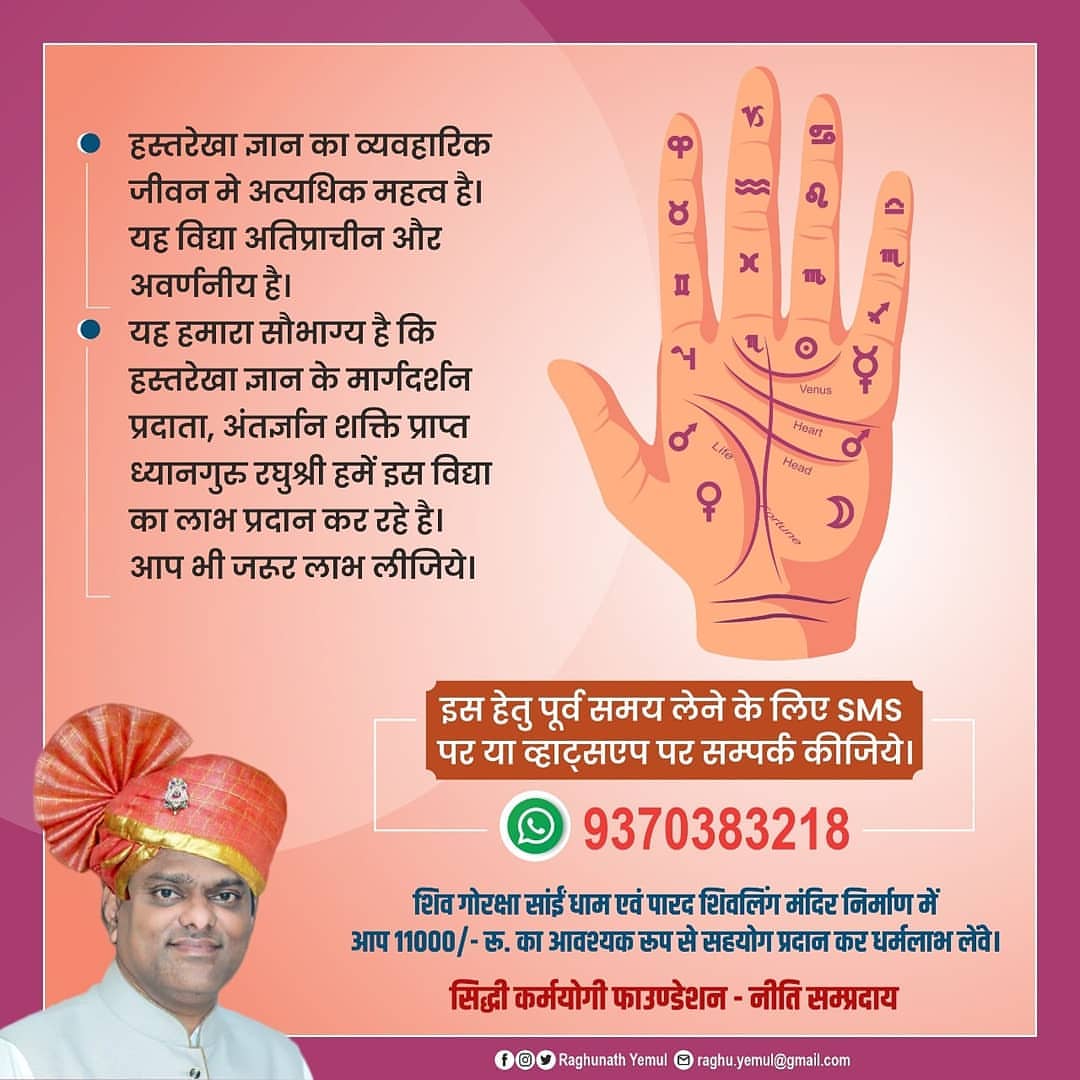 हस्तरेखा ज्ञान का व्यवहारिक
जीवन मे अत्यधिक महत्व है।
यह विद्या अतिप्राचीन और
अवर्णनीय है।
यह हमारा सौभाग्य है कि
हस्तरेखा ज्ञान के मार्गदर्शन
प्रदाता, अंतर्ज्ञान शक्ति प्राप्त
ध्यानगुरु रघुश्री हमें इस विद्या
का लाभ प्रदान कर रहे है।
आप भी जरूर लाभ लीजिये।
Venus
Heart
Life
Head
Fortune
इस हेतु पूर्व समय लेने के लिए SMS
पर या व्हाट्सएप पर सम्पर्क कीजिये।
9370383218
शिव गोरक्षा सांईं धाम एवं पारद शिवलिंग मंदिर निर्माण में
आप 11000/- रू. का आवश्यक रूप से सहयोग प्रदान कर धर्मलाभ लेंवे।
सिद्धी कर्मयोगी फाउण्डेशन - नीति सम्प्रदाय
Raghunath Yemul raghu.yemul@gmail.com